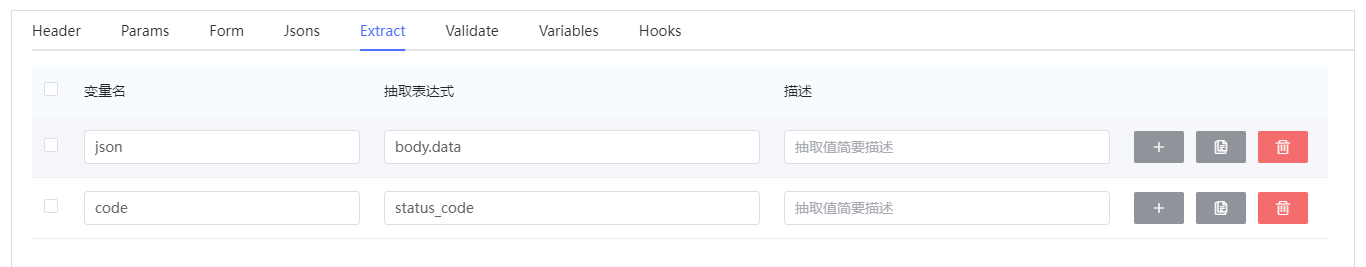 Header Params Form Jsons Extract Validate Variables Hooks
变量名 抽取表达式 描述
json body.data 抽取值简要描述
code status_code 抽取值简要描述